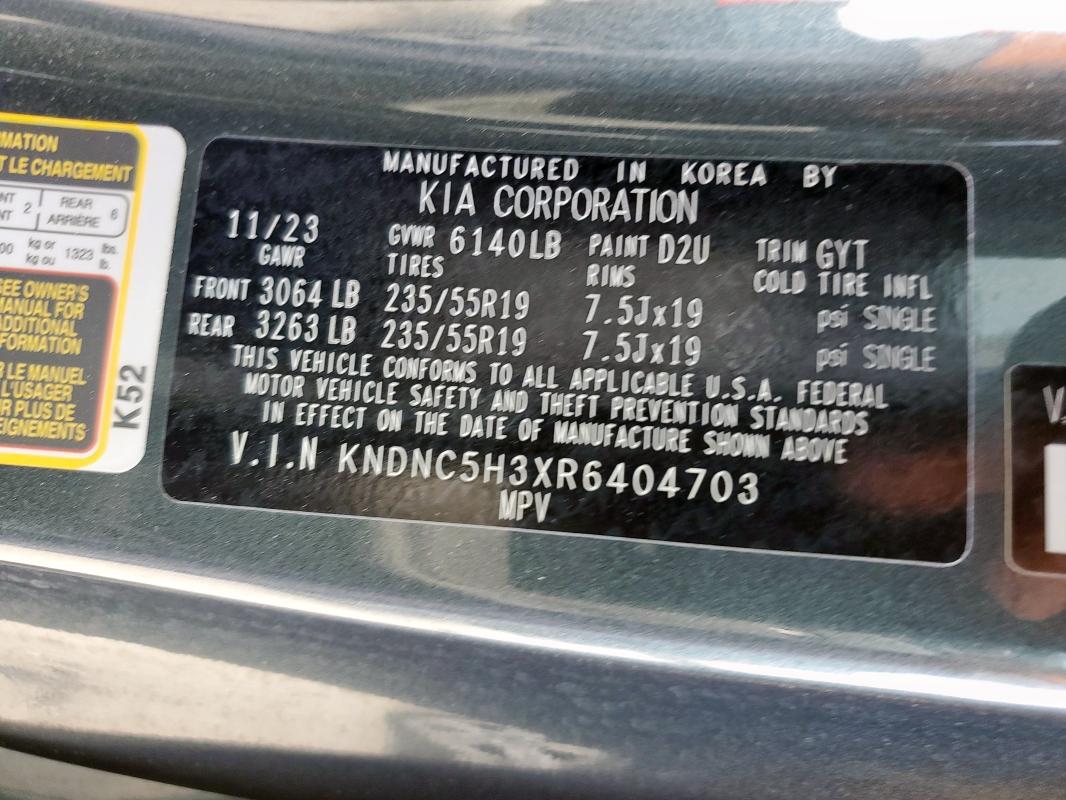 MANUFACTURED IN KOREA BY
KIA CORPORATION
11/23 GVWR 6140LB PAINT D2U TRIM GYT
GAWR TIRES RIMS COLD TIRE INFL
FRONT 3064 LB 235/55R19 7.5Jx19 psi SINGLE
REAR 3263 LB 235/55R19 7.5Jx19 psi SINGLE
THIS VEHICLE CONFORMS TO ALL APPLICABLE U.S.A. FEDERAL
MOTOR VEHICLE SAFETY AND THEFT PREVENTION STANDARDS
IN EFFECT ON THE DATE OF MANUFACTURE SHOWN ABOVE
V.I.N KNDNC5H3XR6404703
MPV
LE CHARGEMENT
2 REAR 6
ARRIÈRE
kg or 1323 lbs.
kg ou lb.
SEE OWNER'S
MANUAL FOR
ADDITIONAL
LE MANUEL
L'USAGER
PLUS DE
K52